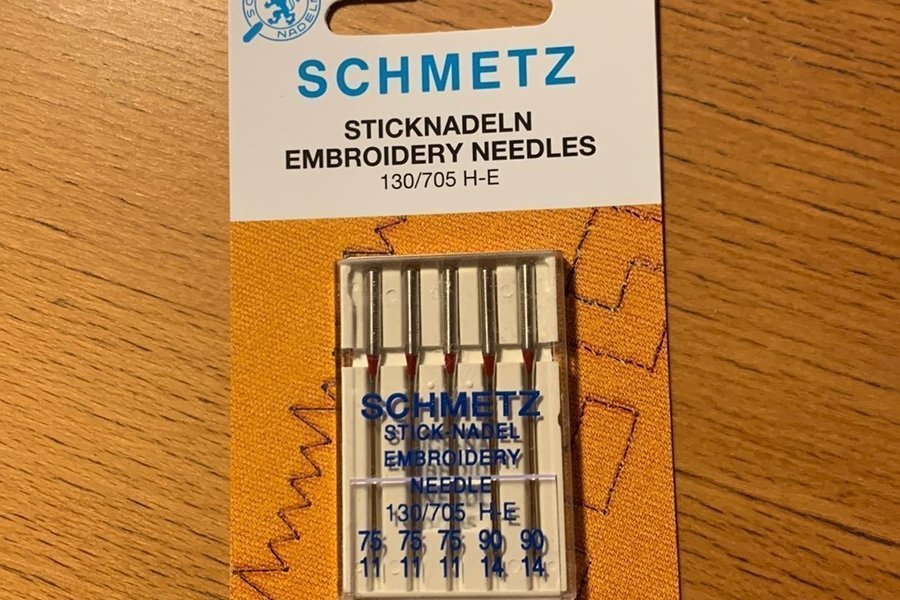 NADELN
SCHMETZ
STICKNADELN
EMBROIDERY NEEDLES
130/705 H-E
SCHMETZ
STICK-NADEL
EMBROIDERY
NEEDLE
130/705 H-E
75 75 75 90 90
11 11 11 14 14